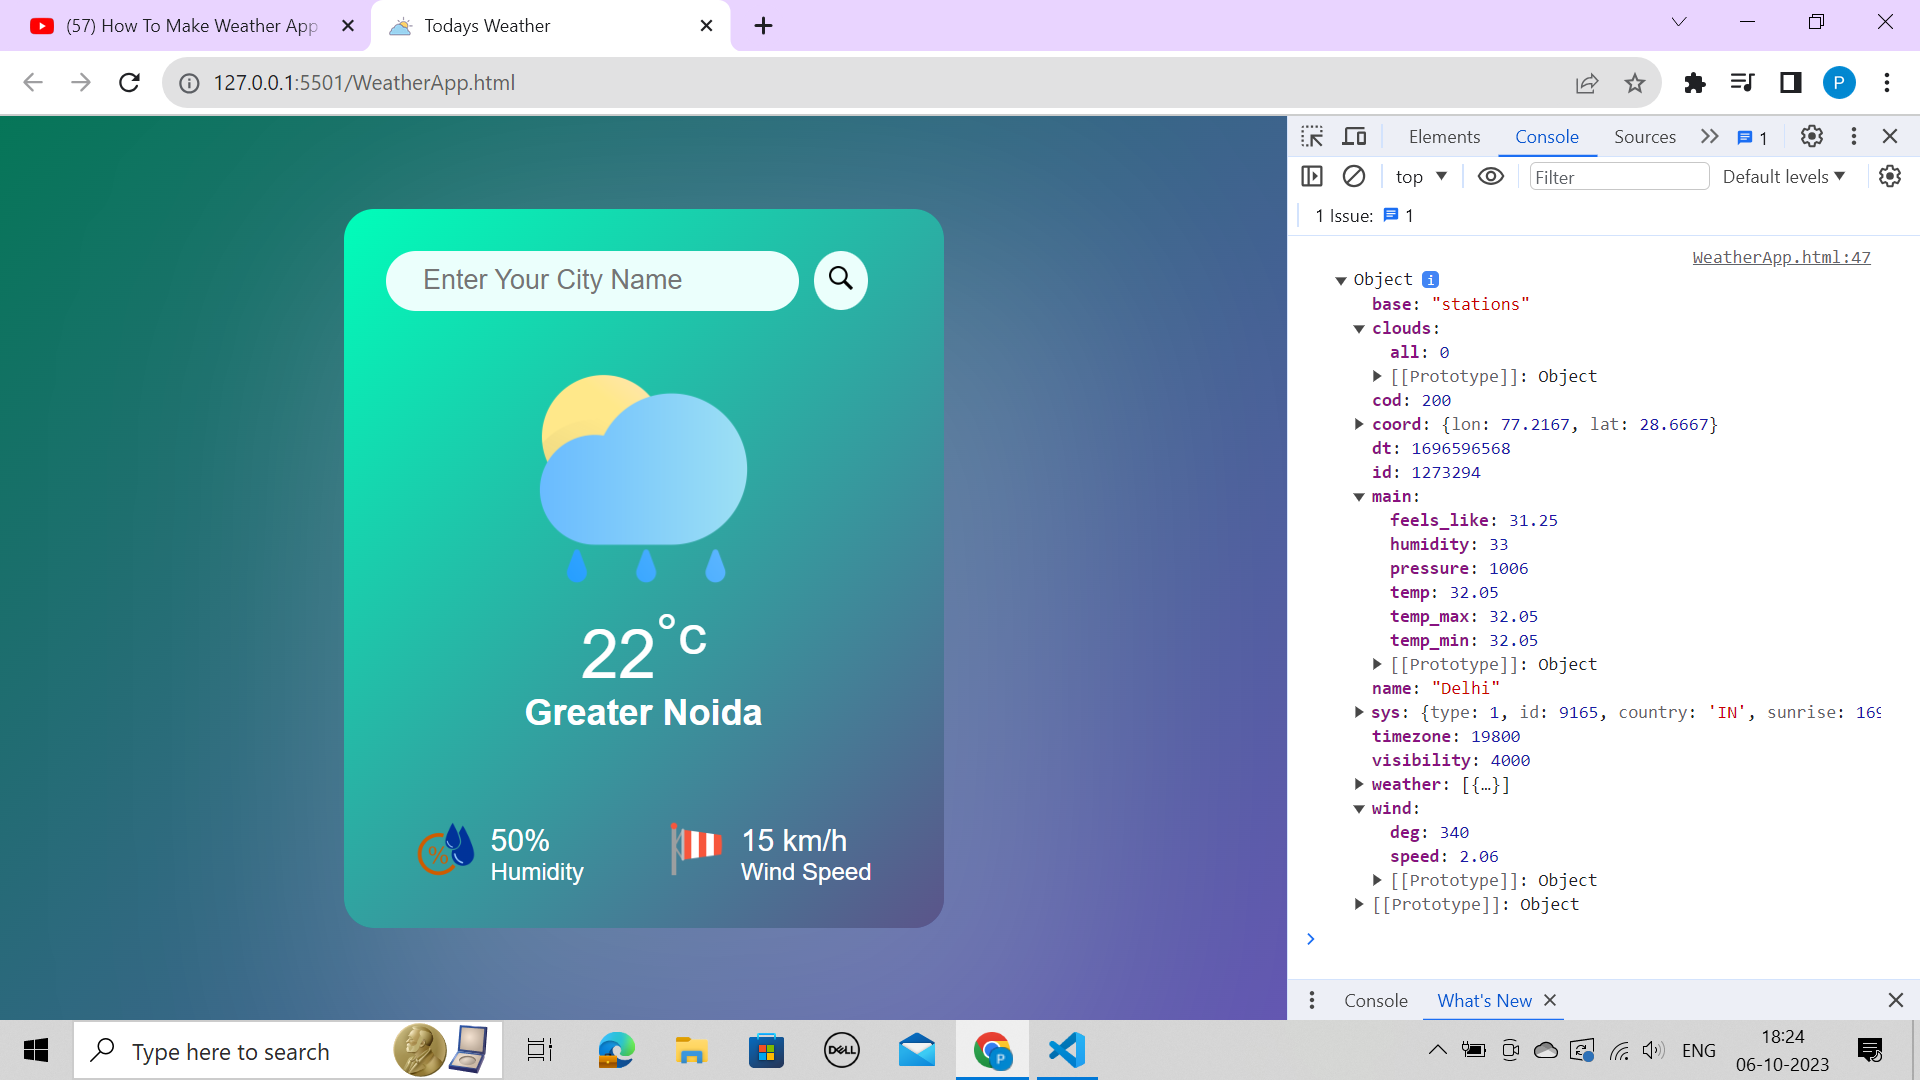 (57) How To Make Weather App
Todays Weather
127.0.0.1:5501/WeatherApp.html
P
Enter Your City Name
22°c
Greater Noida
%
50%
Humidity
15 km/h
Wind Speed
Elements
Console
Sources
1
top
Filter
Default levels
1 Issue: 1
WeatherApp.html:47
Object i
base: "stations"
clouds:
all: 0
[[Prototype]]: Object
cod: 200
coord: {lon: 77.2167, lat: 28.6667}
dt: 1696596568
id: 1273294
main:
feels_like: 31.25
humidity: 33
pressure: 1006
temp: 32.05
temp_max: 32.05
temp_min: 32.05
[[Prototype]]: Object
name: "Delhi"
sys: {type: 1, id: 9165, country: 'IN', sunrise: 169
timezone: 19800
visibility: 4000
weather: [{…}]
wind:
deg: 340
speed: 2.06
[[Prototype]]: Object
[[Prototype]]: Object
Console
What's New
Type here to search
DELL
P
ENG
18:24
06-10-2023